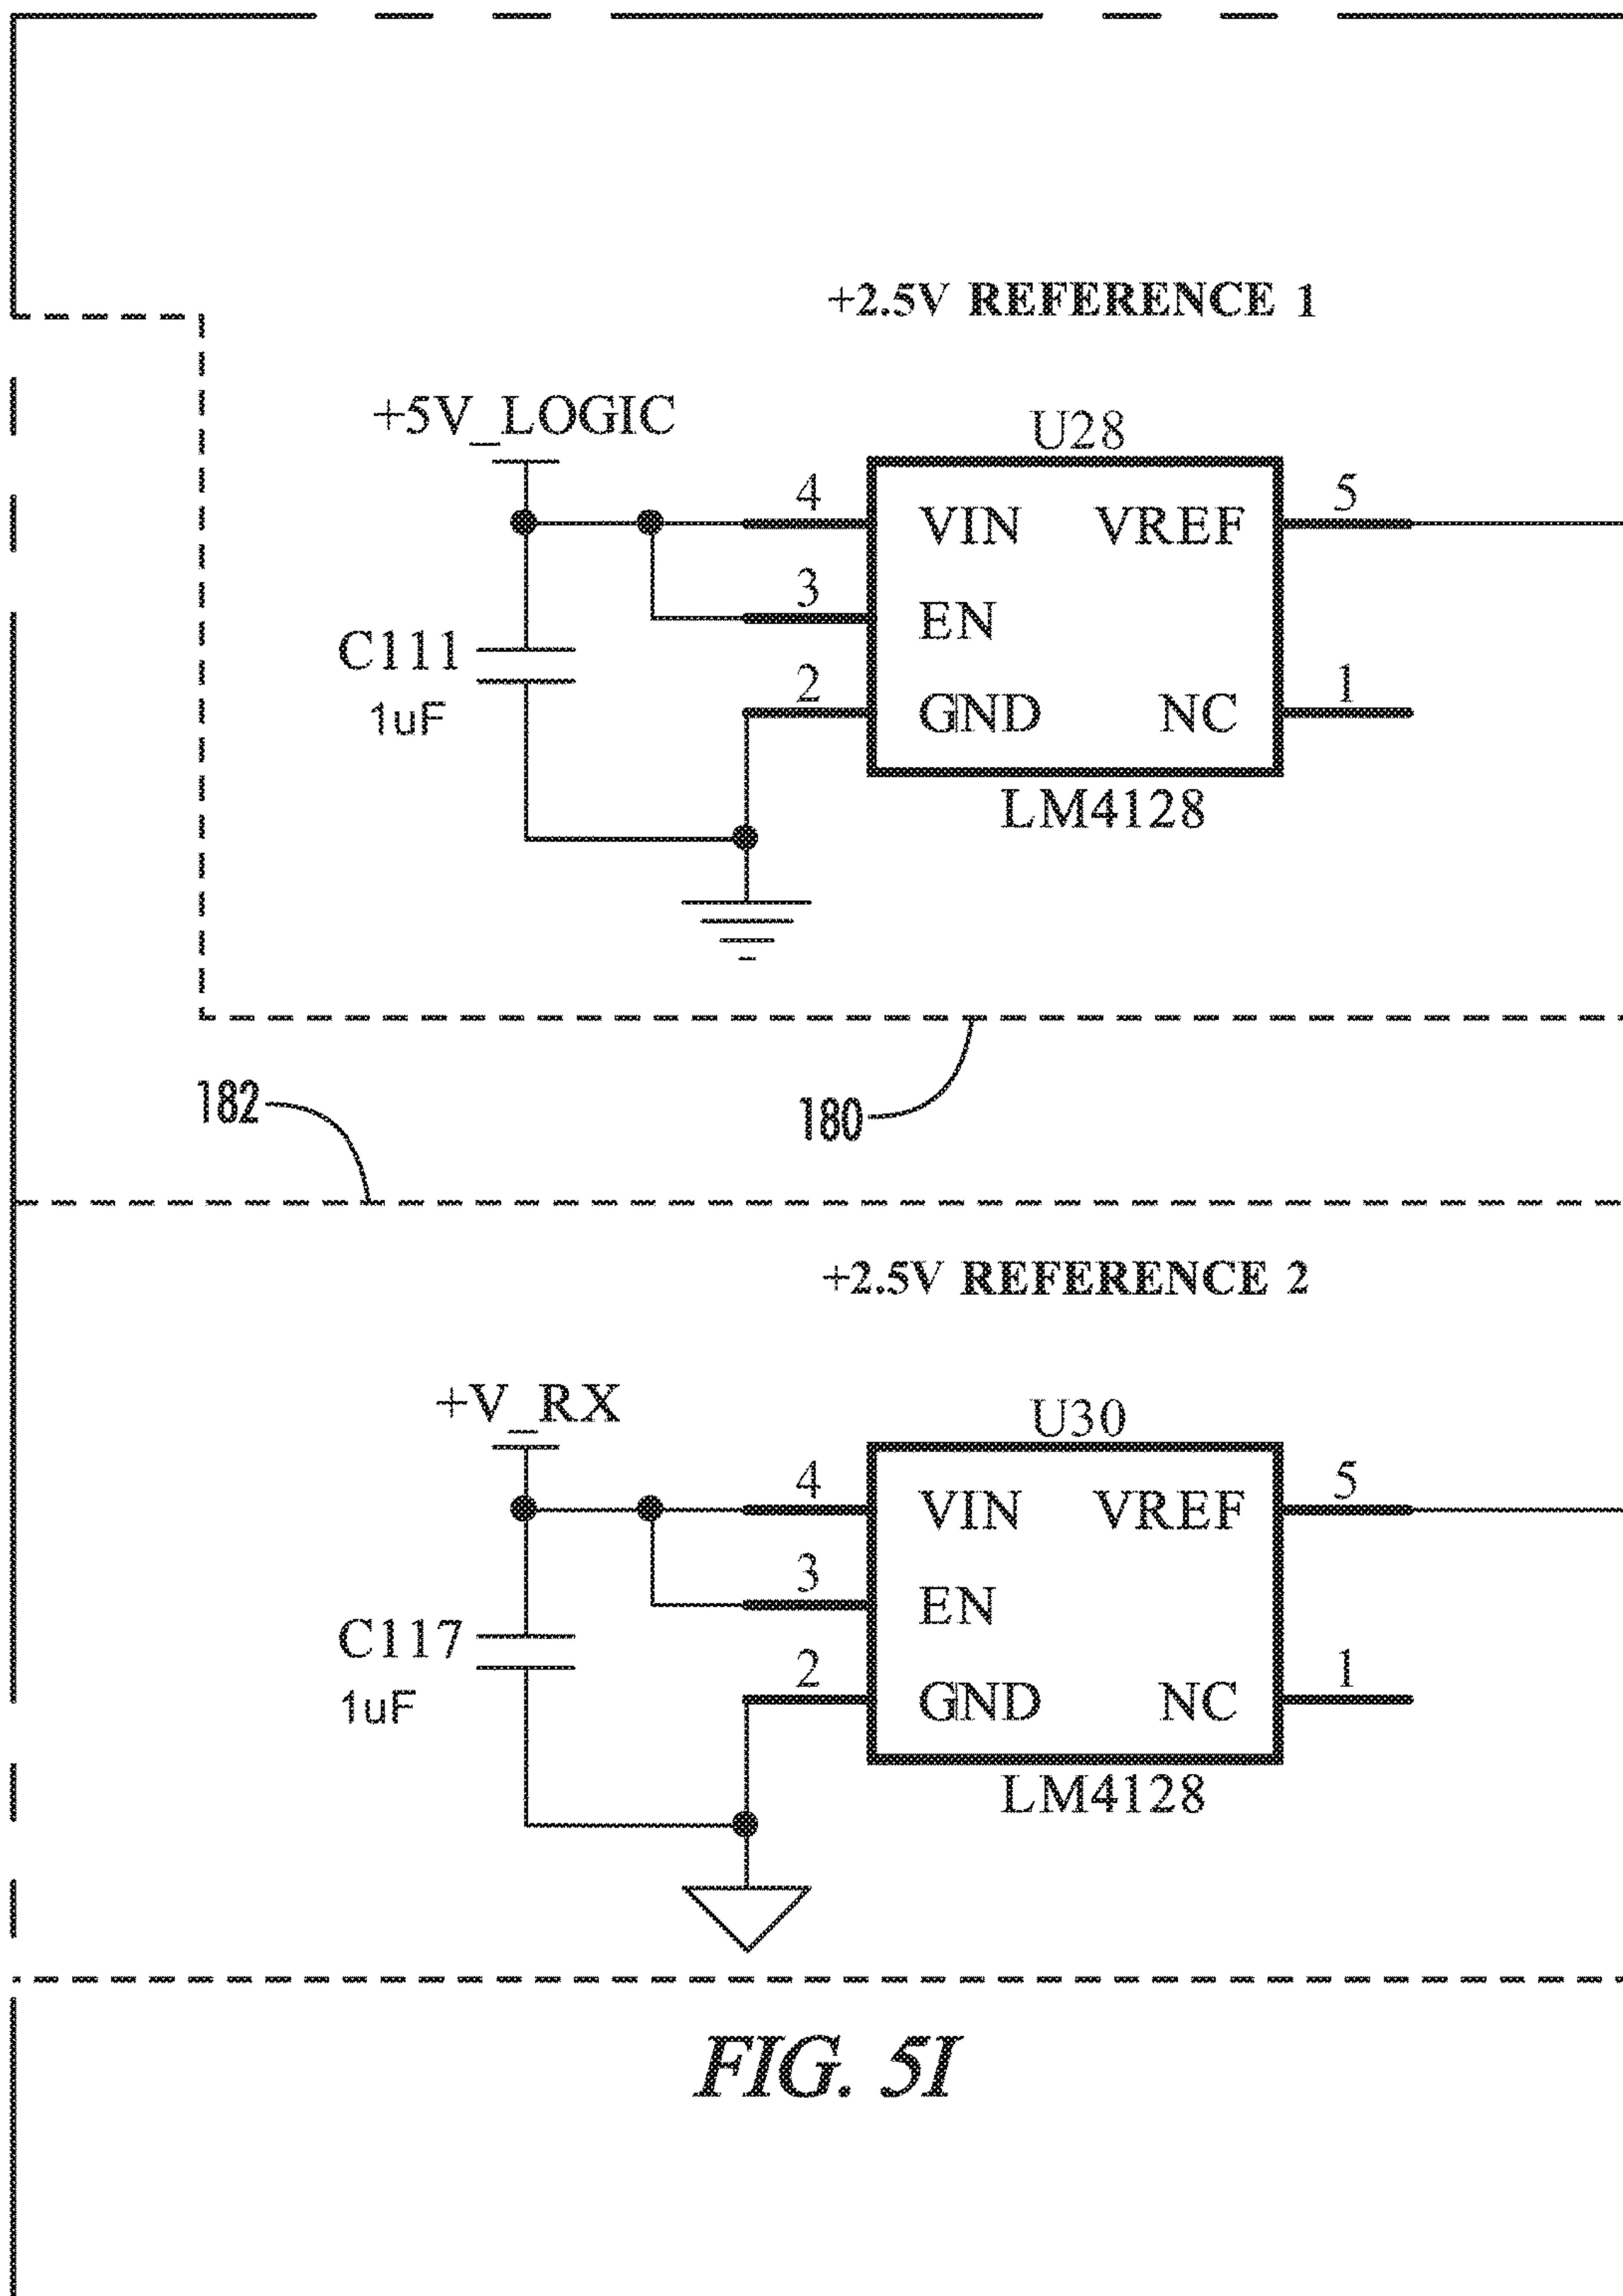 +2.5V REFERENCE 1
+5V_LOGIC
U28
4 VIN VREF 5
3 EN
C111
1uF
2 GND NC 1
LM4128
182
180
+2.5V REFERENCE 2
+V_RX
U30
4 VIN VREF 5
3 EN
C117
1uF
2 GND NC 1
LM4128
FIG. 5I